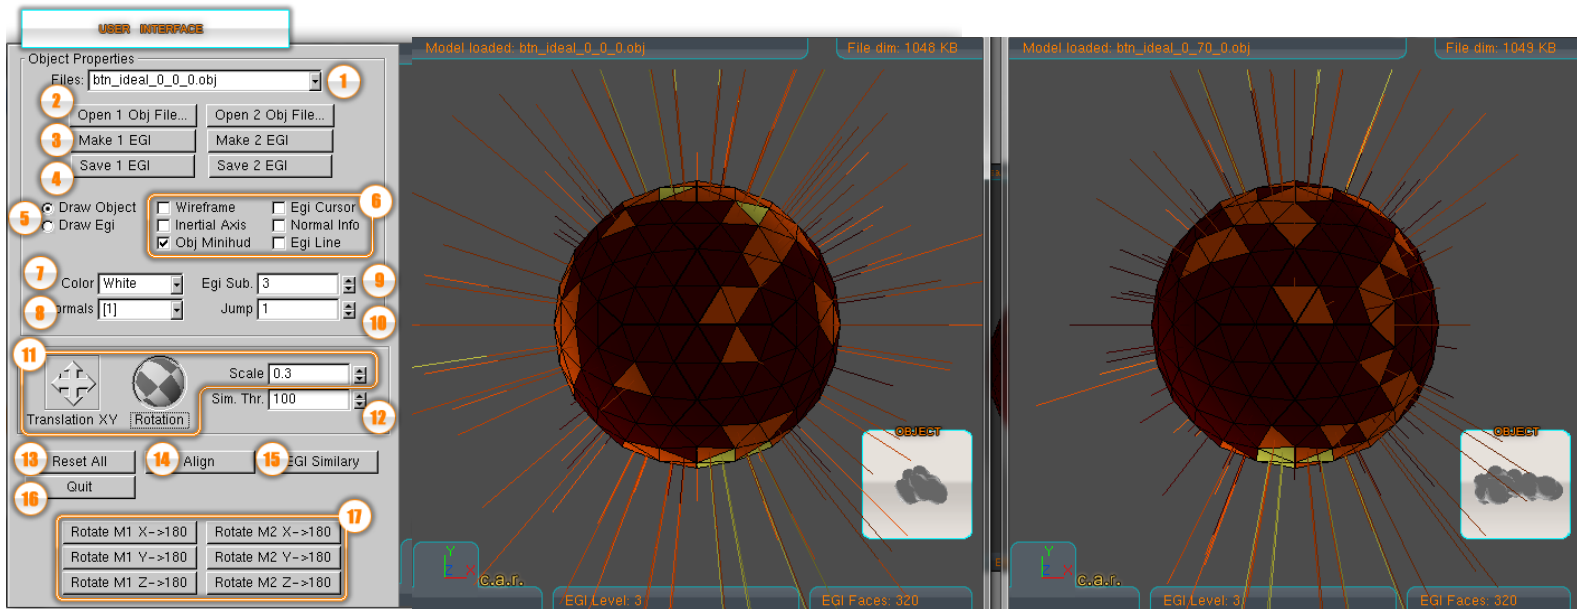 USER INTERFACE
Object Properties
Files: btn_ideal_0_0_0.obj
1
2
Open 1 Obj File...
Open 2 Obj File...
3
Make 1 EGI
Make 2 EGI
4
Save 1 EGI
Save 2 EGI
5
Draw Object
Draw Egi
6
Wireframe
Egi Cursor
Inertial Axis
Normal Info
Obj Minihud
Egi Line
7
Color White
Egi Sub. 3
9
8
ormals [1]
Jump 1
10
11
Translation XY
Rotation
Scale 0.3
Sim. Thr. 100
12
13
Reset All
14
Align
15
EGI Similary
16
Quit
17
Rotate M1 X->180
Rotate M2 X->180
Rotate M1 Y->180
Rotate M2 Y->180
Rotate M1 Z->180
Rotate M2 Z->180
Model loaded: btn_ideal_0_0_0.obj
File dim: 1048 KB
OBJECT
Y
Z
X
c.a.r.
EGI Level: 3
EGI Faces: 320
Model loaded: btn_ideal_0_70_0.obj
File dim: 1049 KB
OBJECT
Y
Z
X
c.a.r.
EGI Level: 3
EGI Faces: 320